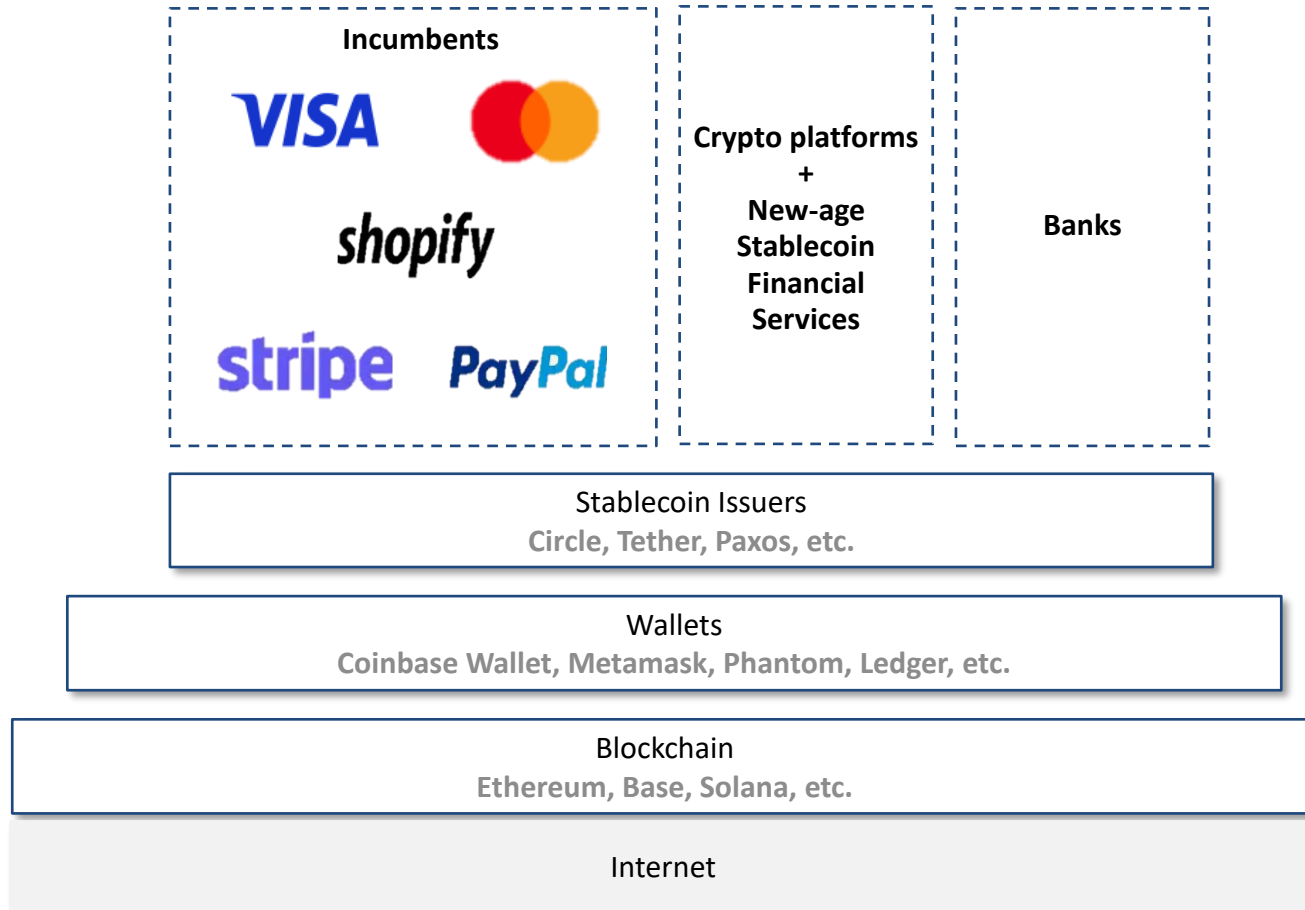 Incumbents
VISA
shopify
stripe
PayPal
Crypto platforms
+
New-age
Stablecoin
Financial
Services
Banks
Stablecoin Issuers
Circle, Tether, Paxos, etc.
Wallets
Coinbase Wallet, Metamask, Phantom, Ledger, etc.
Blockchain
Ethereum, Base, Solana, etc.
Internet